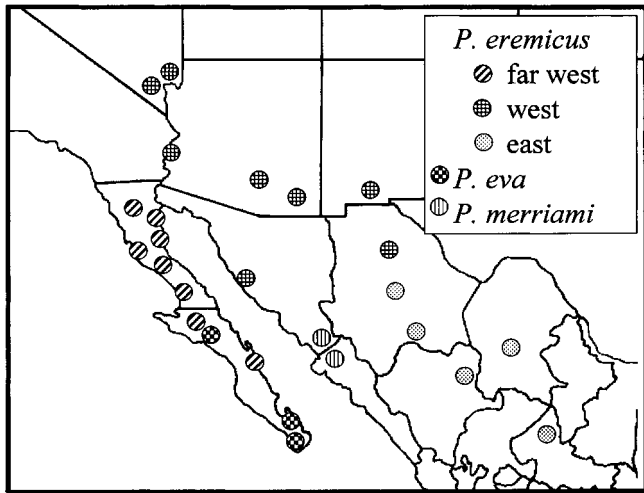 P. eremicus
far west
west
east
P. eva
P. merriami